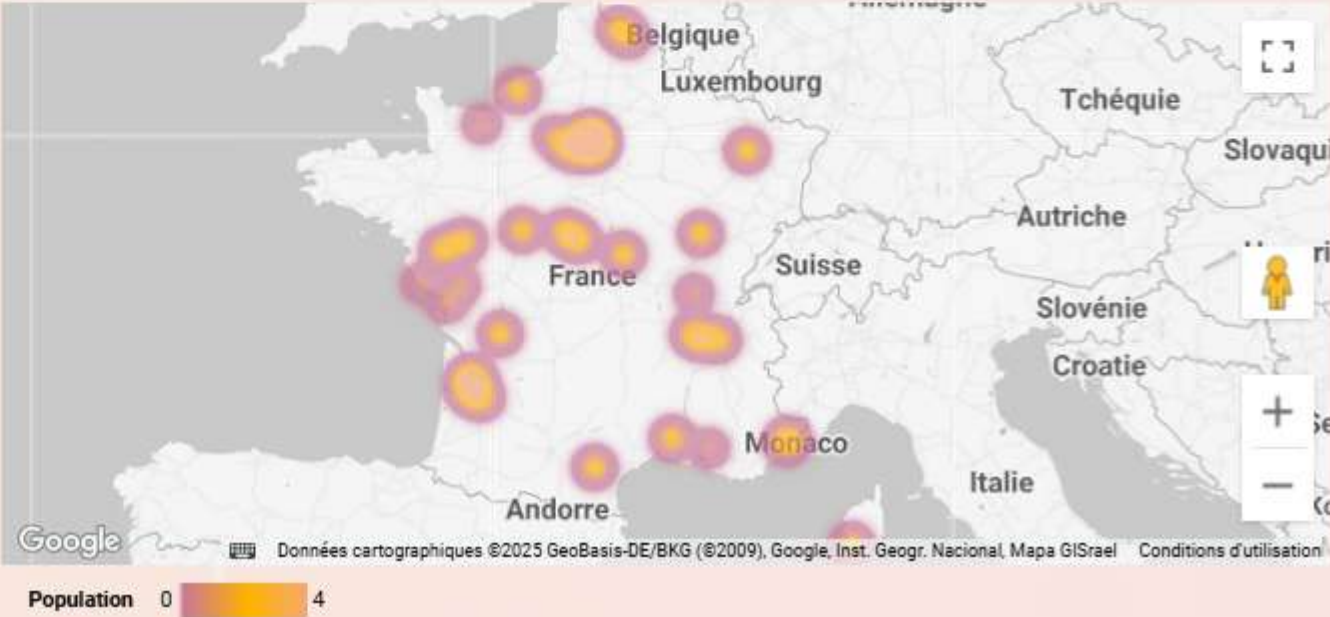 Belgique
Luxembourg
Tchéquie
Slovaqui
Autriche
France
Suisse
Slovénie
Croatie
Monaco
Italie
Andorre
Google
Données cartographiques ©2025 GeoBasis-DE/BKG (©2009), Google, Inst. Geogr. Nacional, Mapa GISrael Conditions d'utilisation
Population 0 4